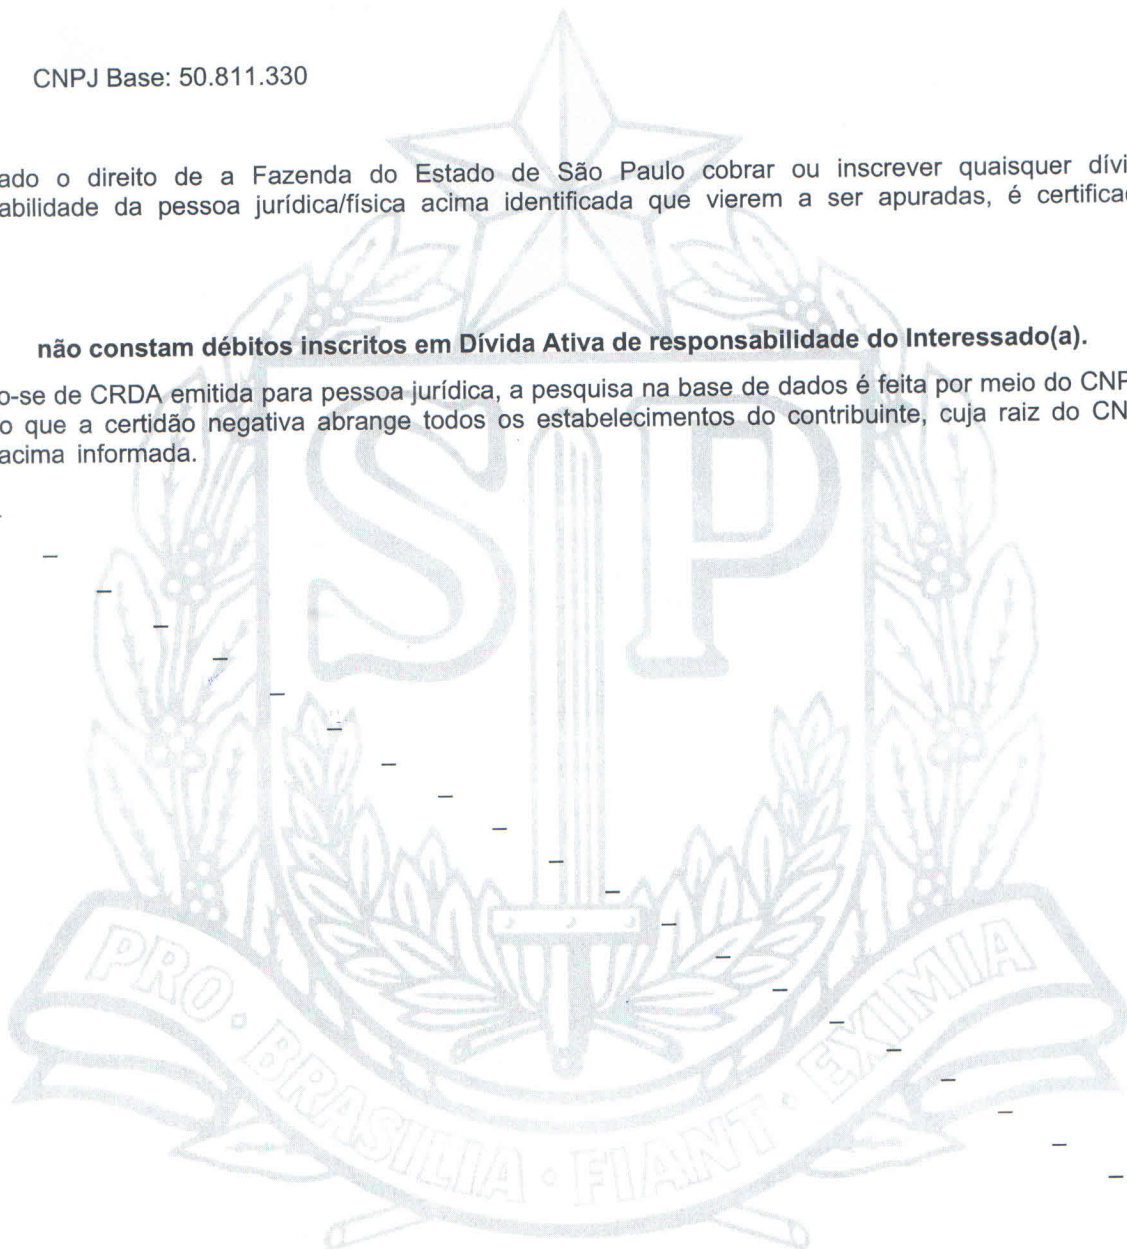 CNPJ Base: 50.811.330
ado o direito de a Fazenda do Estado de São Paulo cobrar ou inscrever quaisquer dívi
abilidade da pessoa jurídica/física acima identificada que vierem a ser apuradas, é certifica
não constam débitos inscritos em Dívida Ativa de responsabilidade do Interessado(a).
o-se de CRDA emitida para pessoa jurídica, a pesquisa na base de dados é feita por meio do CNP
o que a certidão negativa abrange todos os estabelecimentos do contribuinte, cuja raiz do CN
acima informada.
SP
PRO · BRASILIA · FIANT · EXIMIA